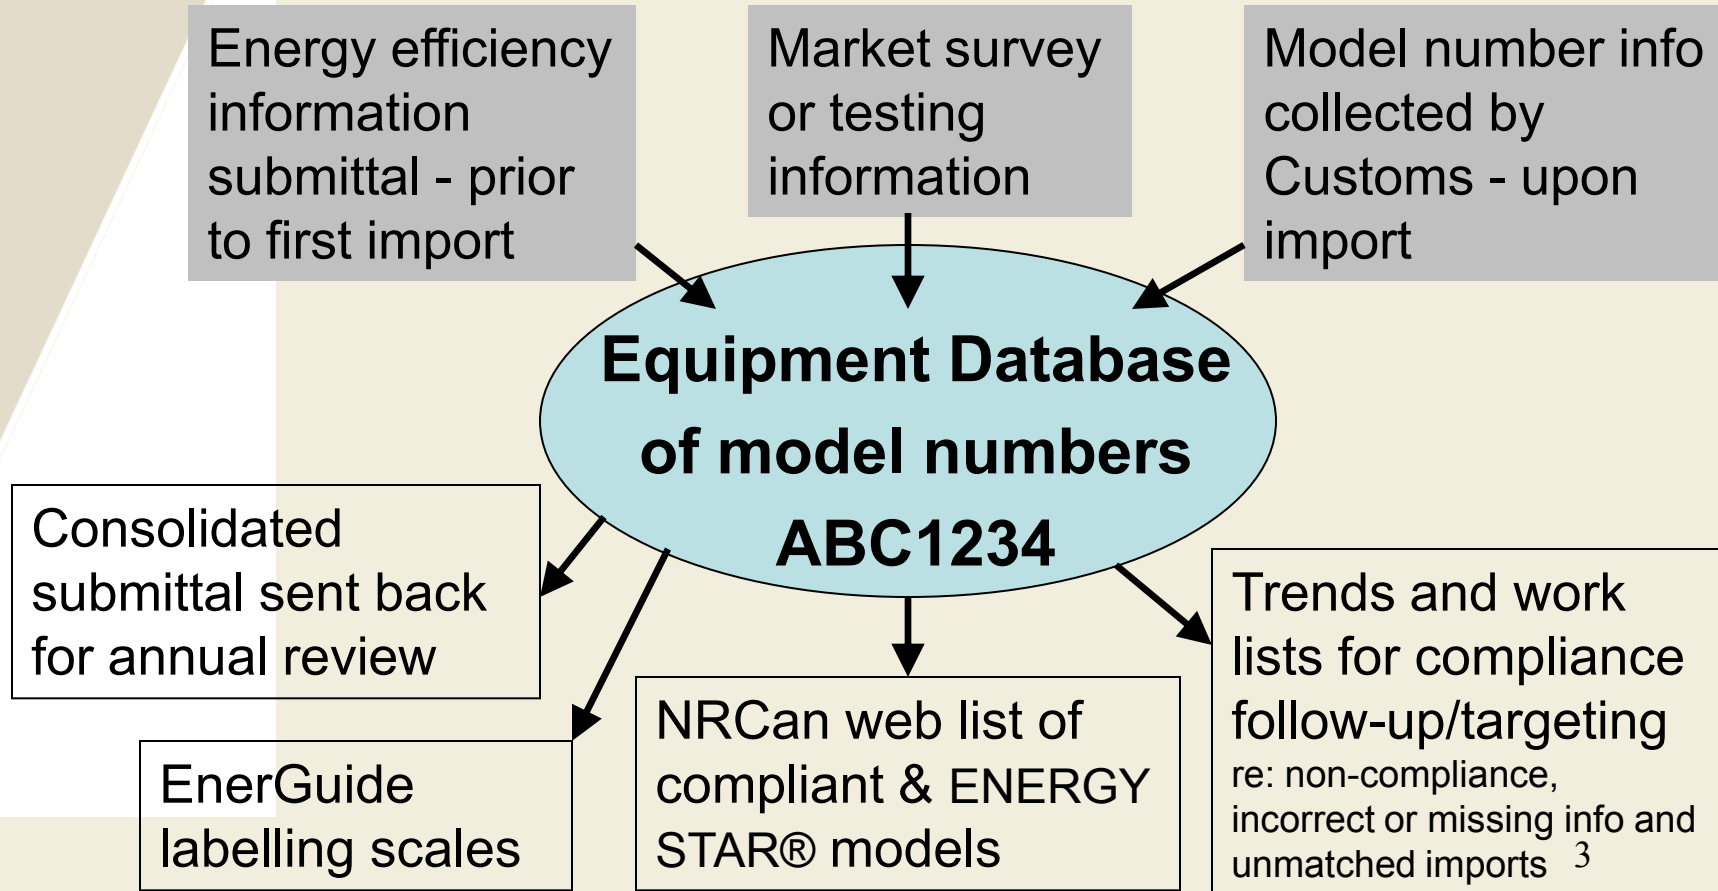 Energy efficiency
information
submittal - prior
to first import
Market survey
or testing
information
Model number info
collected by
Customs - upon
import
Equipment Database
of model numbers
ABC1234
Consolidated
submittal sent back
for annual review
EnerGuide
labelling scales
NRCan web list of
compliant & ENERGY
STAR® models
Trends and work
lists for compliance
follow-up/targeting
re: non-compliance,
incorrect or missing info and
unmatched imports
3